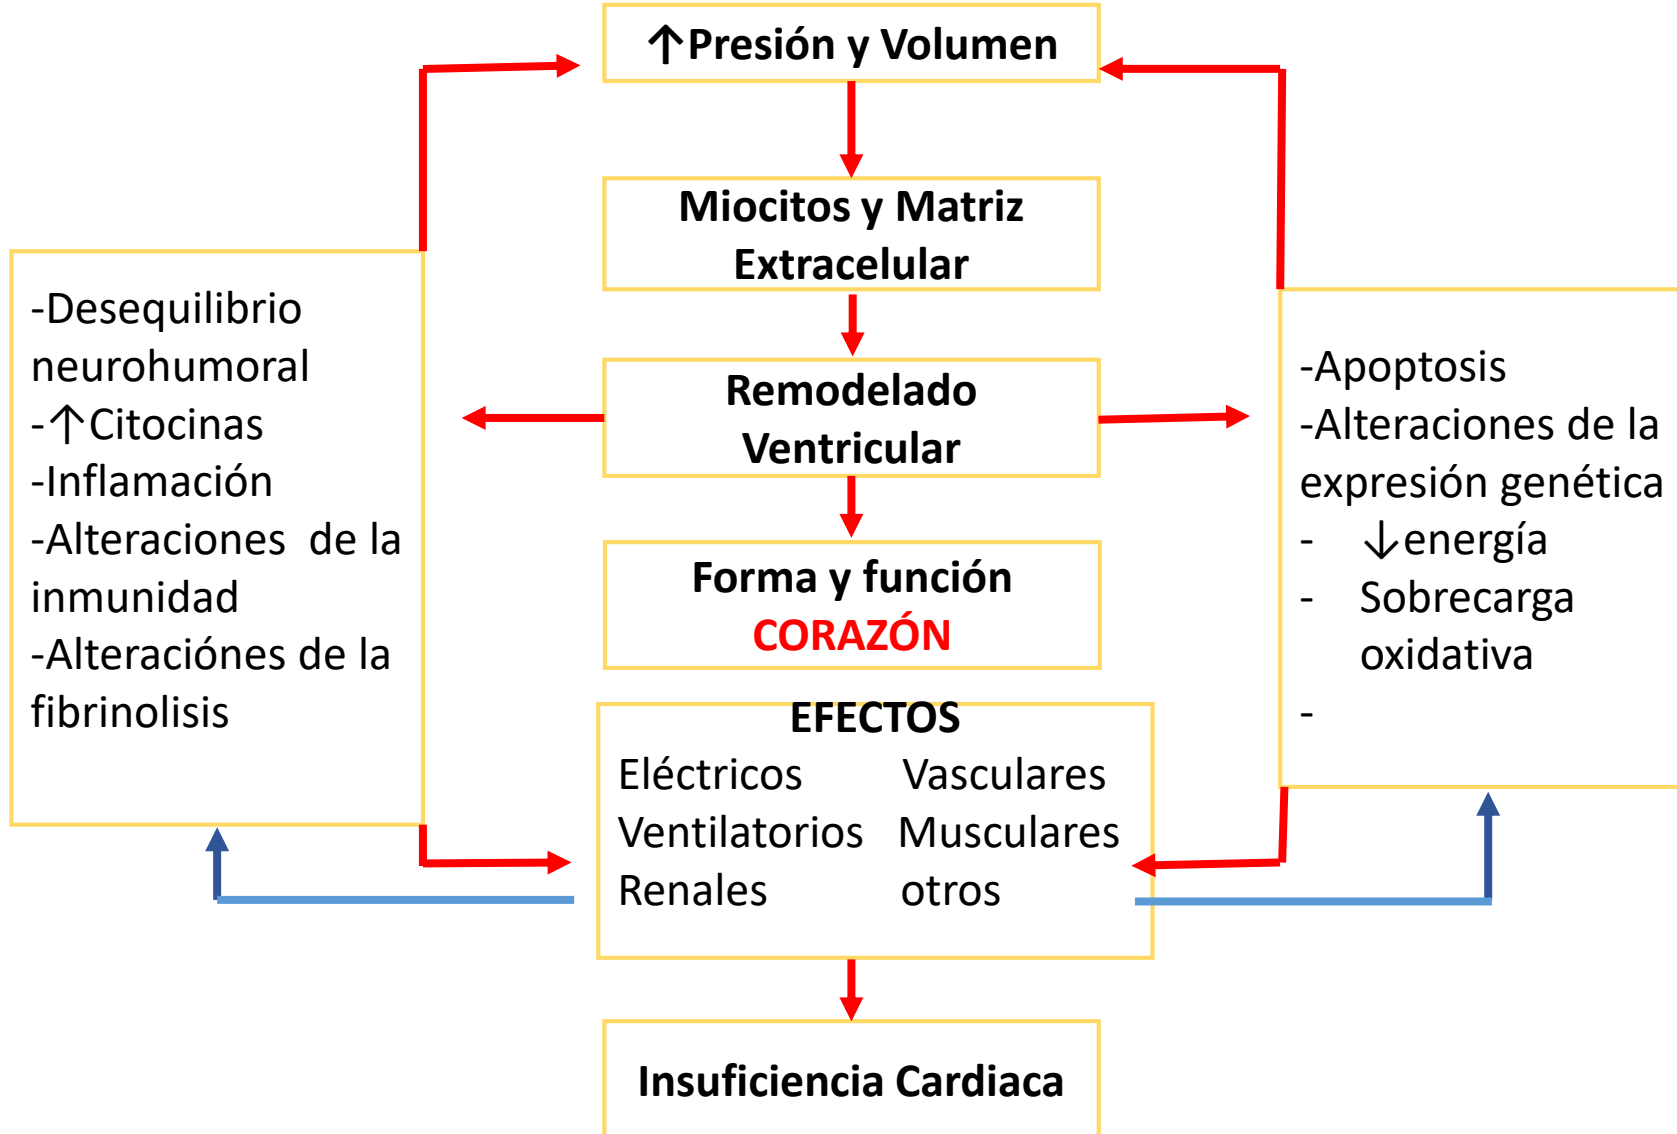 ↑Presión y Volumen
Miocitos y Matriz
Extracelular
Remodelado
Ventricular
Forma y función
CORAZÓN
EFECTOS
Eléctricos Vasculares
Ventilatorios Musculares
Renales otros
Insuficiencia Cardiaca
-Desequilibrio
neurohumoral
-↑Citocinas
-Inflamación
-Alteraciones de la
inmunidad
-Alteraciónes de la
fibrinolisis
-Apoptosis
-Alteraciones de la
expresión genética
- ↓energía
- Sobrecarga
oxidativa
-